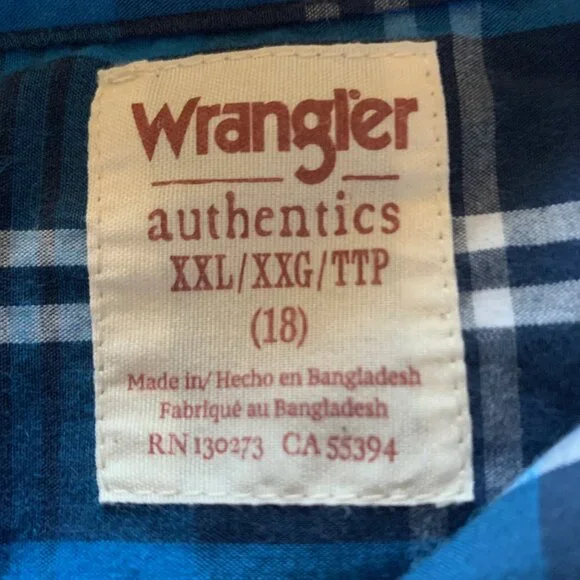 Wrangler
authentics
XXL/XXG/TTP
(18)
Made in/Hecho en Bangladesh
Fabriqué au Bangladesh
RN 130273 CA 55394